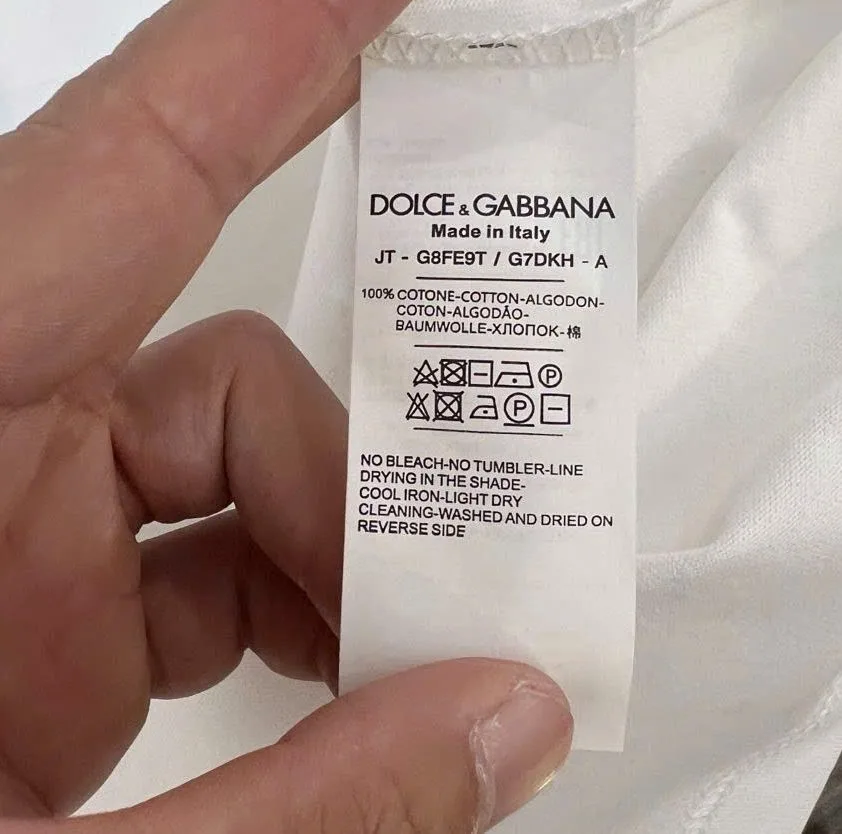 DOLCE & GABBANA
Made in Italy
JT - G8FE9T / G7DKH - A
100% COTONE-COTTON-ALGODON-
COTON-ALGODÃO-
BAUMWOLLE-ХЛОПОК-棉
P
P
NO BLEACH-NO TUMBLER-LINE
DRYING IN THE SHADE-
COOL IRON-LIGHT DRY
CLEANING-WASHED AND DRIED ON
REVERSE SIDE